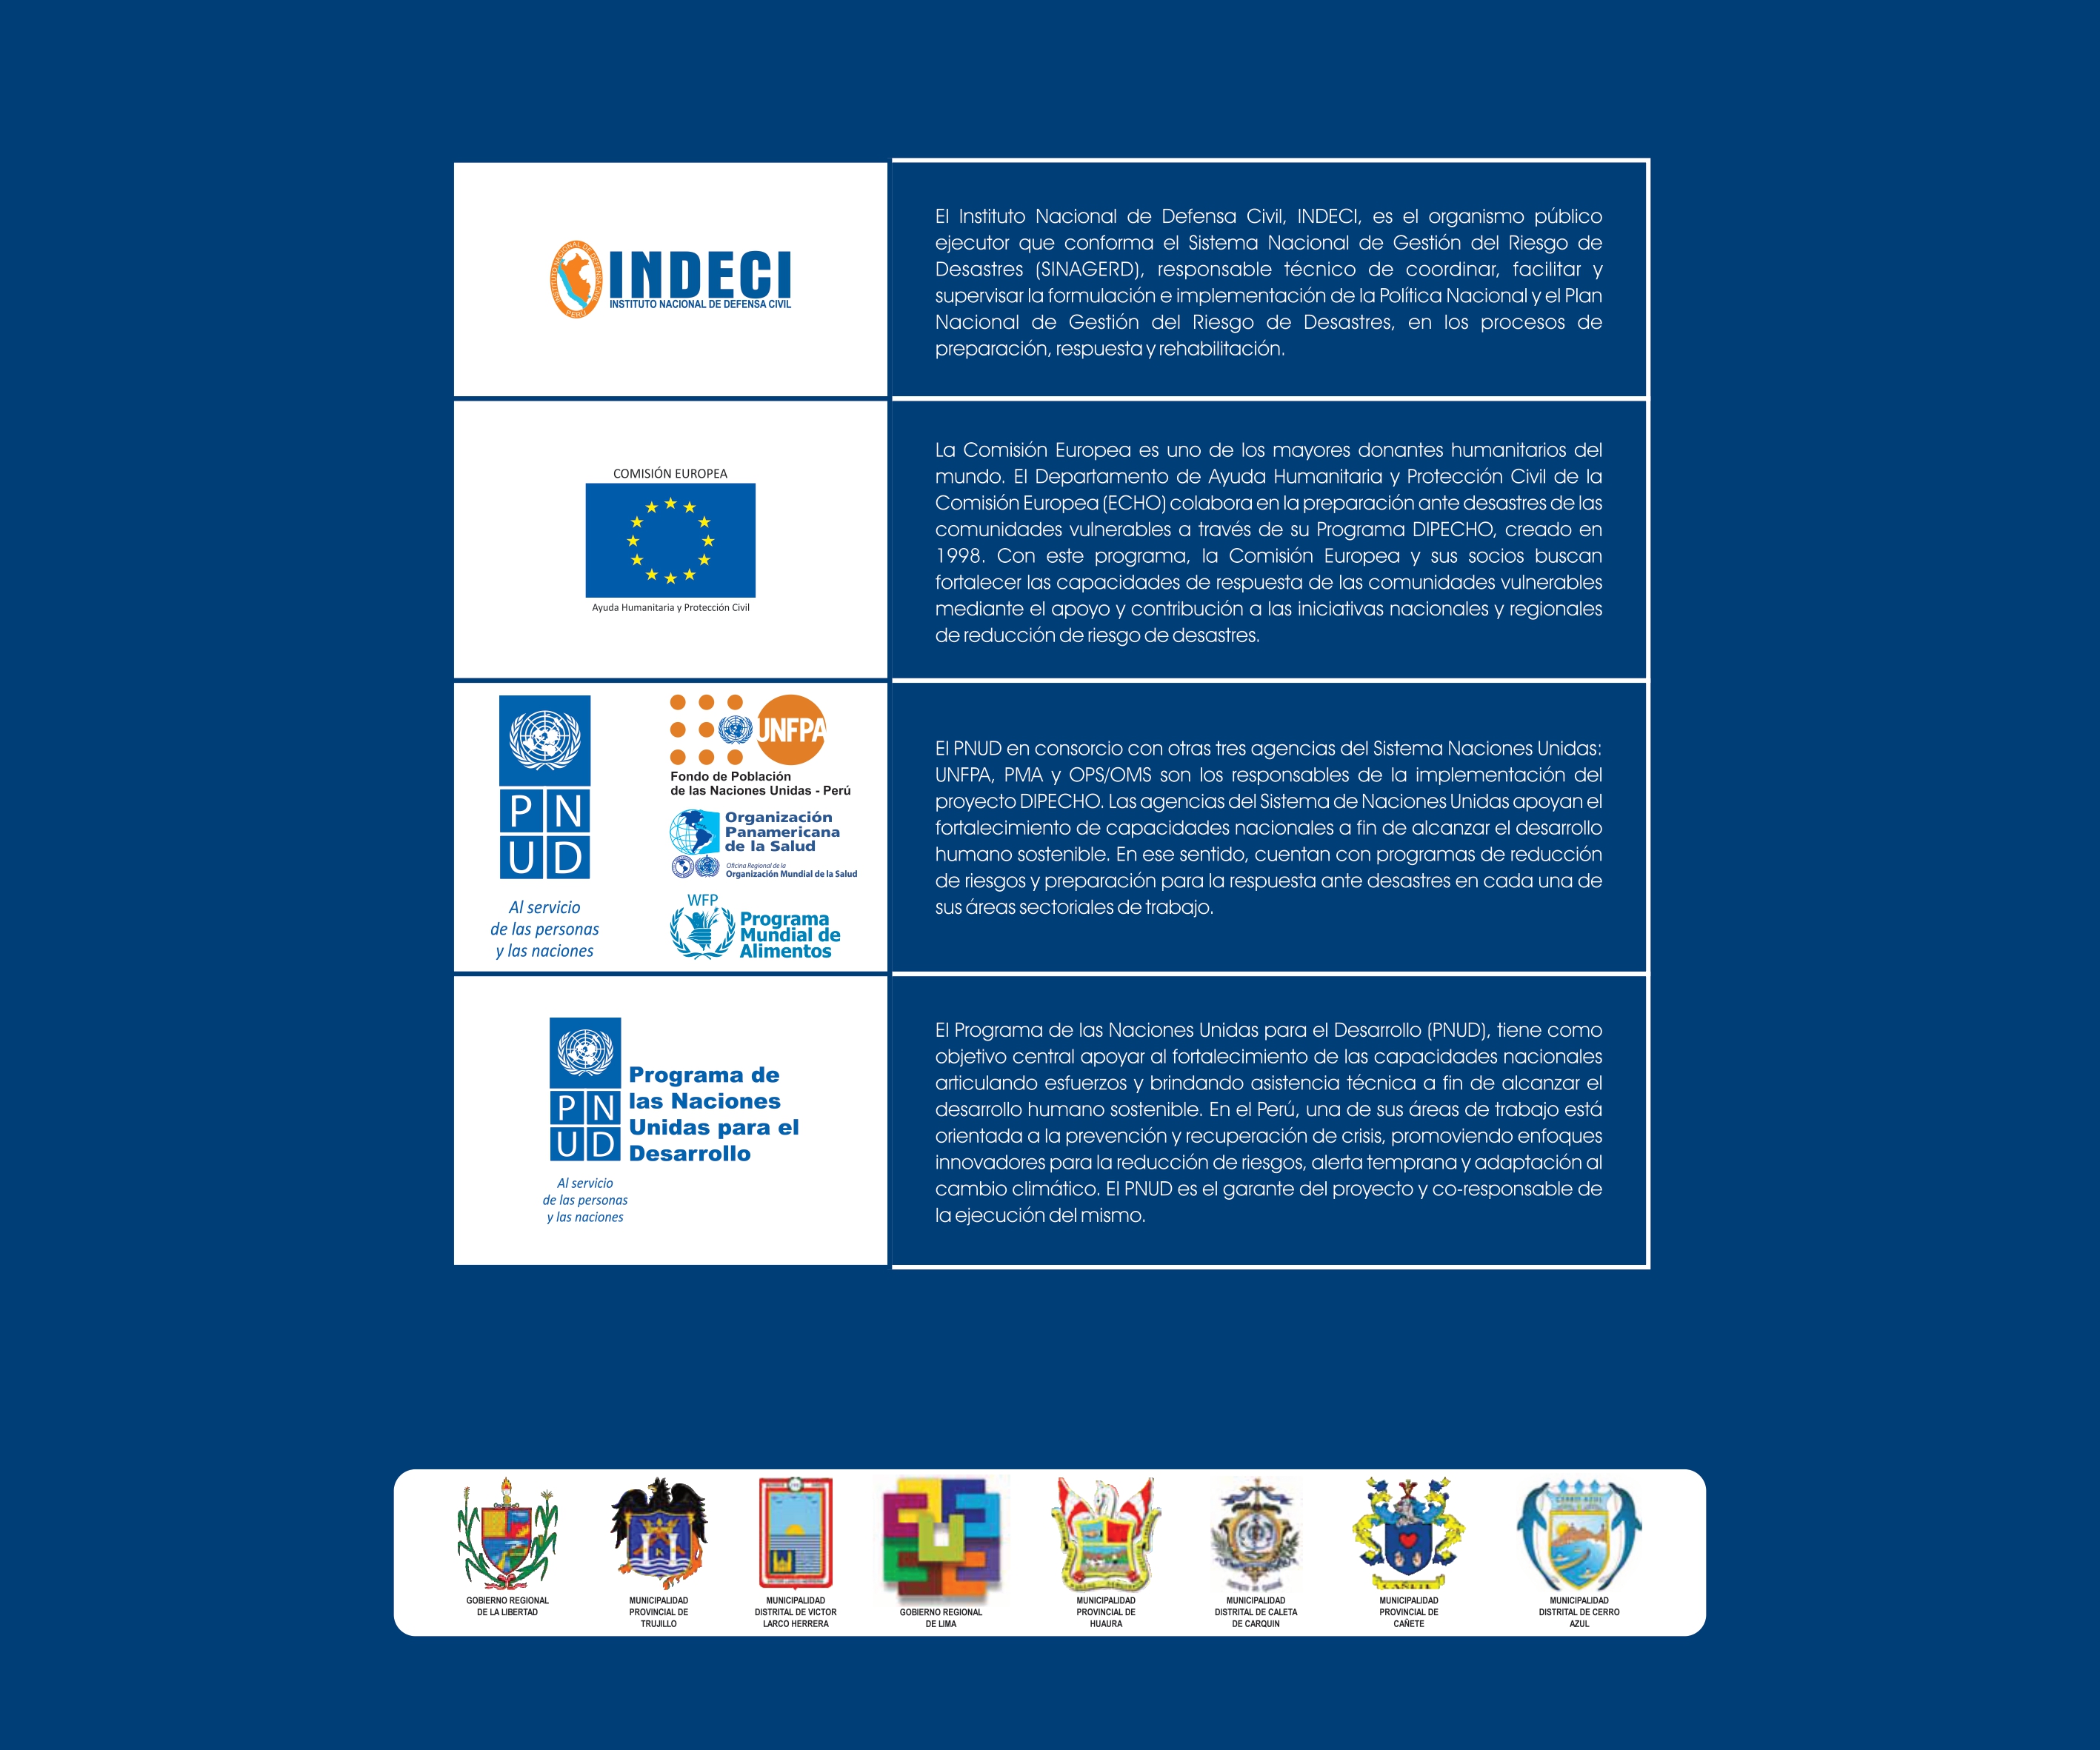 INDECI
INSTITUTO NACIONAL DE DEFENSA CIVIL
El Instituto Nacional de Defensa Civil, INDECI, es el organismo público
ejecutor que conforma el Sistema Nacional de Gestión del Riesgo de
Desastres (SINAGERD), responsable técnico de coordinar, facilitar y
supervisar la formulación e implementación de la Política Nacional y el Plan
Nacional de Gestión del Riesgo de Desastres, en los procesos de
preparación, respuesta y rehabilitación.
COMISIÓN EUROPEA
Ayuda Humanitaria y Protección Civil
La Comisión Europea es uno de los mayores donantes humanitarios del
mundo. El Departamento de Ayuda Humanitaria y Protección Civil de la
Comisión Europea (ECHO) colabora en la preparación ante desastres de las
comunidades vulnerables a través de su Programa DIPECHO, creado en
1998. Con este programa, la Comisión Europea y sus socios buscan
fortalecer las capacidades de respuesta de las comunidades vulnerables
mediante el apoyo y contribución a las iniciativas nacionales y regionales
de reducción de riesgo de desastres.
P N
U D
Al servicio
de las personas
y las naciones
UNFPA
Fondo de Población
de las Naciones Unidas - Perú
Organización
Panamericana
de la Salud
Oficina Regional de la
Organización Mundial de la Salud
WFP
Programa
Mundial de
Alimentos
El PNUD en consorcio con otras tres agencias del Sistema Naciones Unidas:
UNFPA, PMA y OPS/OMS son los responsables de la implementación del
proyecto DIPECHO. Las agencias del Sistema de Naciones Unidas apoyan el
fortalecimiento de capacidades nacionales a fin de alcanzar el desarrollo
humano sostenible. En ese sentido, cuentan con programas de reducción
de riesgos y preparación para la respuesta ante desastres en cada una de
sus áreas sectoriales de trabajo.
P N
U D
Programa de
las Naciones
Unidas para el
Desarrollo
Al servicio
de las personas
y las naciones
El Programa de las Naciones Unidas para el Desarrollo (PNUD), tiene como
objetivo central apoyar al fortalecimiento de las capacidades nacionales
articulando esfuerzos y brindando asistencia técnica a fin de alcanzar el
desarrollo humano sostenible. En el Perú, una de sus áreas de trabajo está
orientada a la prevención y recuperación de crisis, promoviendo enfoques
innovadores para la reducción de riesgos, alerta temprana y adaptación al
cambio climático. El PNUD es el garante del proyecto y co-responsable de
la ejecución del mismo.
GOBIERNO REGIONAL
DE LA LIBERTAD
MUNICIPALIDAD
PROVINCIAL DE
TRUJILLO
MUNICIPALIDAD
DISTRITAL DE VICTOR
LARCO HERRERA
GOBIERNO REGIONAL
DE LIMA
MUNICIPALIDAD
PROVINCIAL DE
HUAURA
MUNICIPALIDAD
DISTRITAL DE CALETA
DE CARQUIN
CAÑETE
MUNICIPALIDAD
PROVINCIAL DE
CAÑETE
CERRO AZUL
MUNICIPALIDAD
DISTRITAL DE CERRO
AZUL